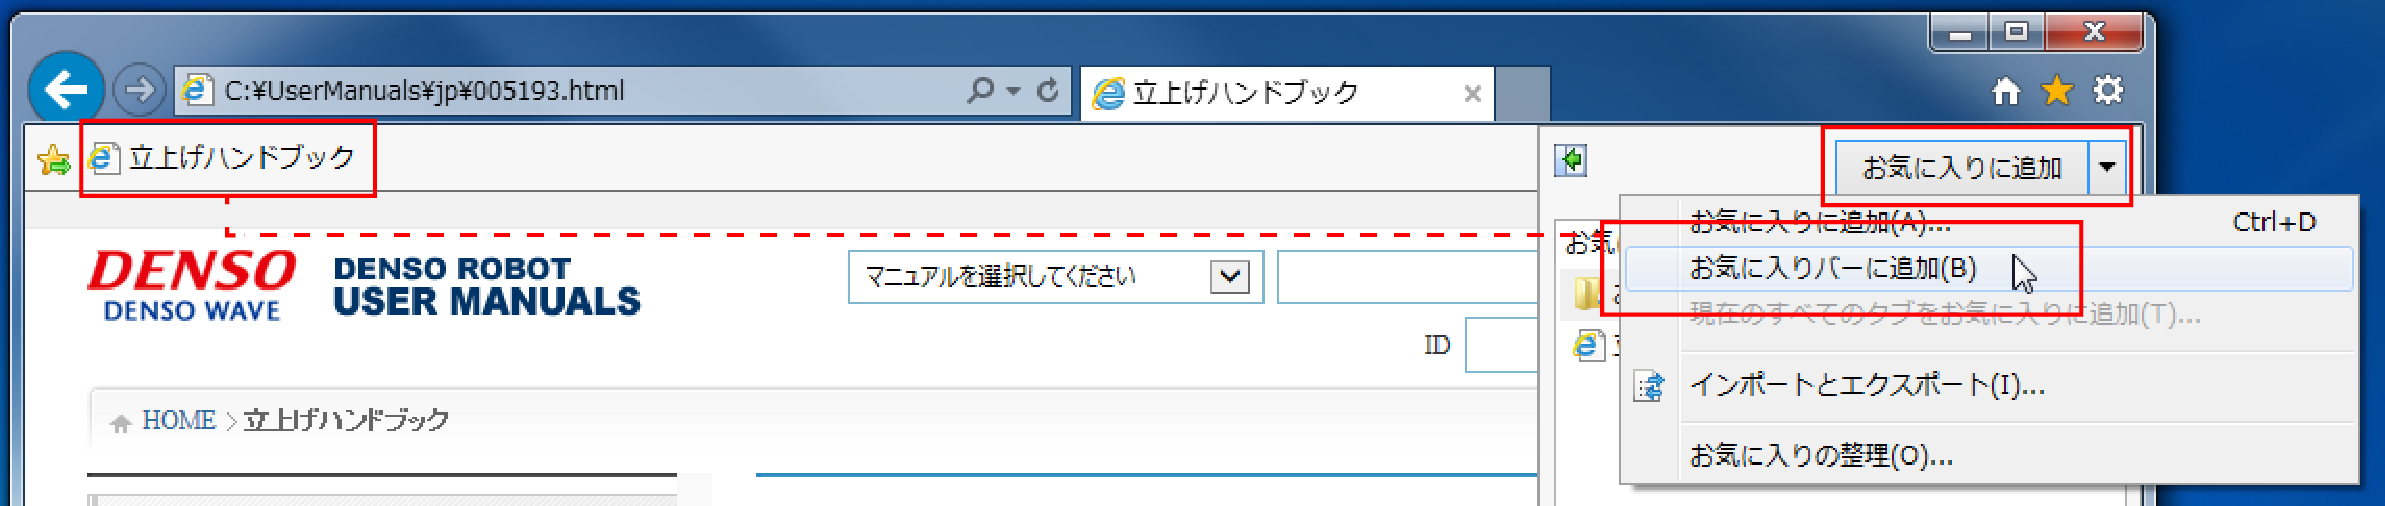 C:¥UserManuals¥jp¥005193.html
立上げハンドブック
立上げハンドブック
お気に入りに追加
お気に入りに追加(A)... Ctrl+D
お気に入りバーに追加(B)
現在のすべてのタブをお気に入りに追加(T)...
インポートとエクスポート(I)...
お気に入りの整理(O)...
お気
DENSO
DENSO WAVE
DENSO ROBOT
USER MANUALS
マニュアルを選択してください
ID
HOME > 立上げハンドブック